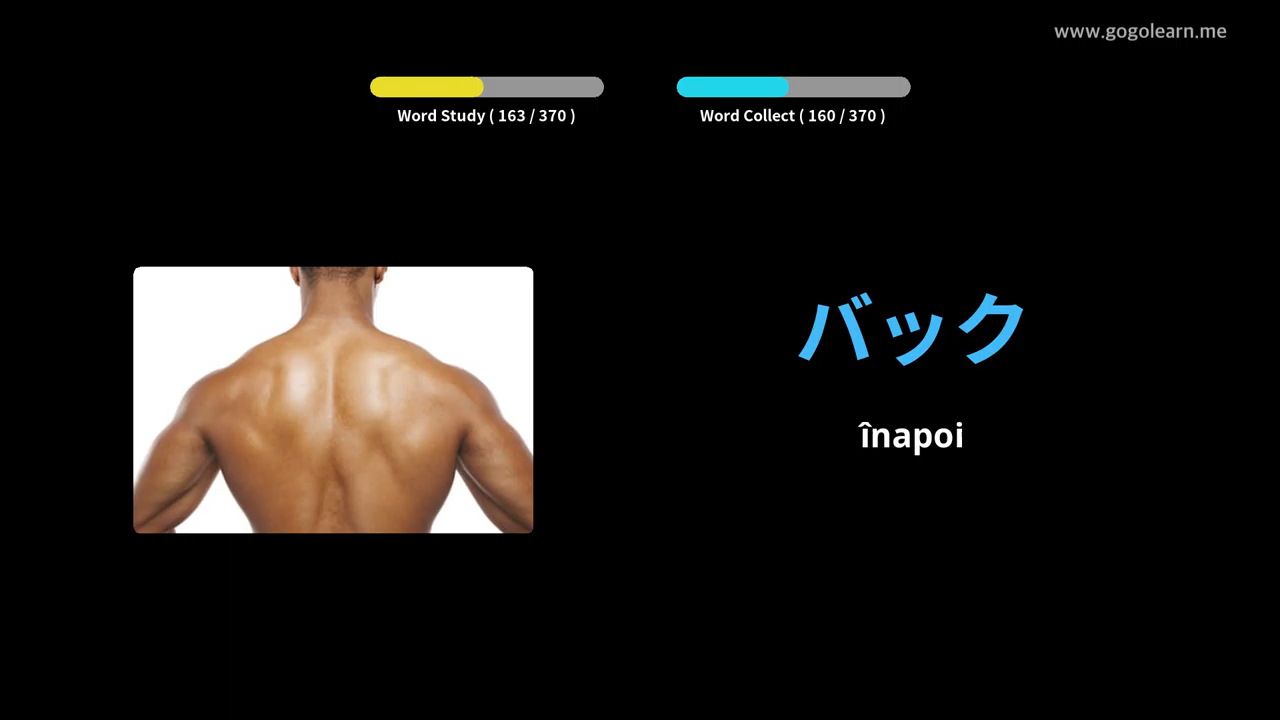 www.gogolearn.me
Word Study ( 163 / 370 )
Word Collect ( 160 / 370 )
バック
înapoi